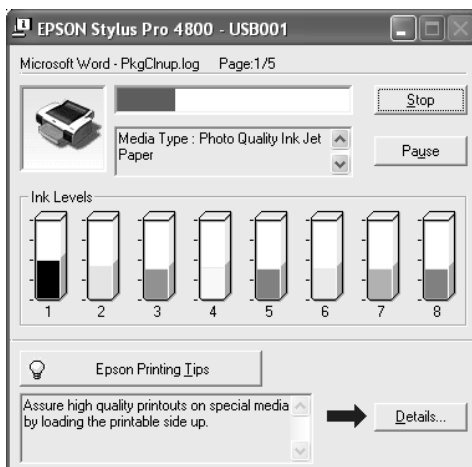 EPSON Stylus Pro 4800 - USB001
Microsoft Word - PkgClnup.log Page:1/5
Stop
Media Type : Photo Quality Ink Jet
Paper
Pause
Ink Levels
1 2 3 4 5 6 7 8
Epson Printing Tips
Assure high quality printouts on special media
by loading the printable side up.
Details...